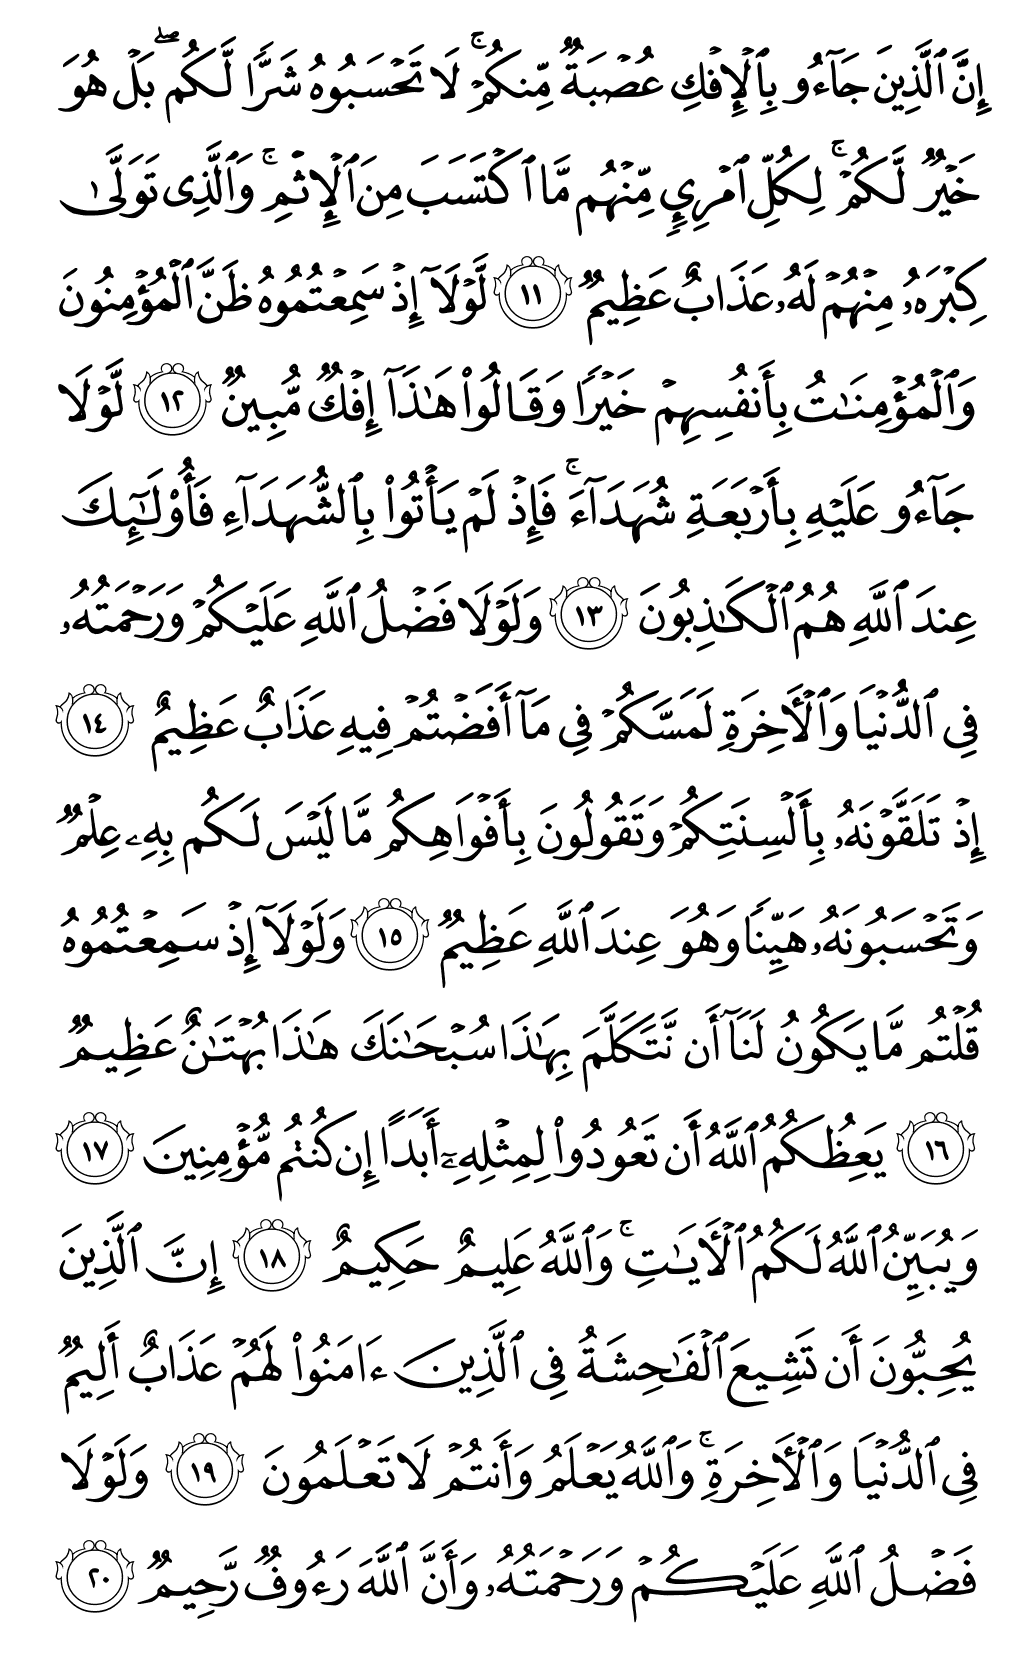 إِنَّ ٱلَّذِينَ جَآءُو بِٱلۡإِفۡكِ عُصۡبَةٞ مِّنكُمۡۚ لَا تَحۡسَبُوهُ شَرّٗا لَّكُمۖ بَلۡ هُوَ
خَيۡرٞ لَّكُمۡۚ لِكُلِّ ٱمۡرِيٕٖ مِّنۡهُم مَّا ٱكۡتَسَبَ مِنَ ٱلۡإِثۡمِۚ وَٱلَّذِي تَوَلَّىٰ
كِبۡرَهُۥ مِنۡهُمۡ لَهُۥ عَذَابٌ عَظِيمٞ ١١ لَّوۡلَآ إِذۡ سَمِعۡتُمُوهُ ظَنَّ ٱلۡمُؤۡمِنُونَ
وَٱلۡمُؤۡمِنَٰتُ بِأَنفُسِهِمۡ خَيۡرٗا وَقَالُواْ هَٰذَآ إِفۡكٞ مُّبِينٞ ١٢ لَّوۡلَا
جَآءُو عَلَيۡهِ بِأَرۡبَعَةِ شُهَدَآءَۚ فَإِذۡ لَمۡ يَأۡتُواْ بِٱلشُّهَدَآءِ فَأُوْلَٰٓئِكَ
عِندَ ٱللَّهِ هُمُ ٱلۡكَٰذِبُونَ ١٣ وَلَوۡلَا فَضۡلُ ٱللَّهِ عَلَيۡكُمۡ وَرَحۡمَتُهُۥ
فِي ٱلدُّنۡيَا وَٱلۡأٓخِرَةِ لَمَسَّكُمۡ فِي مَآ أَفَضۡتُمۡ فِيهِ عَذَابٌ عَظِيمٌ ١٤
إِذۡ تَلَقَّوۡنَهُۥ بِأَلۡسِنَتِكُمۡ وَتَقُولُونَ بِأَفۡوَاهِكُم مَّا لَيۡسَ لَكُم بِهِۦ عِلۡمٞ
وَتَحۡسَبُونَهُۥ هَيِّنٗا وَهُوَ عِندَ ٱللَّهِ عَظِيمٞ ١٥ وَلَوۡلَآ إِذۡ سَمِعۡتُمُوهُ
قُلۡتُم مَّا يَكُونُ لَنَآ أَن نَّتَكَلَّمَ بِهَٰذَا سُبۡحَٰنَكَ هَٰذَا بُهۡتَٰنٌ عَظِيمٞ
١٦ يَعِظُكُمُ ٱللَّهُ أَن تَعُودُواْ لِمِثۡلِهِۦٓ أَبَدًا إِن كُنتُم مُّؤۡمِنِينَ ١٧
وَيُبَيِّنُ ٱللَّهُ لَكُمُ ٱلۡأٓيَٰتِۚ وَٱللَّهُ عَلِيمٌ حَكِيمٌ ١٨ إِنَّ ٱلَّذِينَ
يُحِبُّونَ أَن تَشِيعَ ٱلۡفَٰحِشَةُ فِي ٱلَّذِينَ ءَامَنُواْ لَهُمۡ عَذَابٌ أَلِيمٞ
فِي ٱلدُّنۡيَا وَٱلۡأٓخِرَةِۚ وَٱللَّهُ يَعۡلَمُ وَأَنتُمۡ لَا تَعۡلَمُونَ ١٩ وَلَوۡلَا
فَضۡلُ ٱللَّهِ عَلَيۡكُمۡ وَرَحۡمَتُهُۥ وَأَنَّ ٱللَّهَ رَءُوفٞ رَّحِيمٞ ٢٠